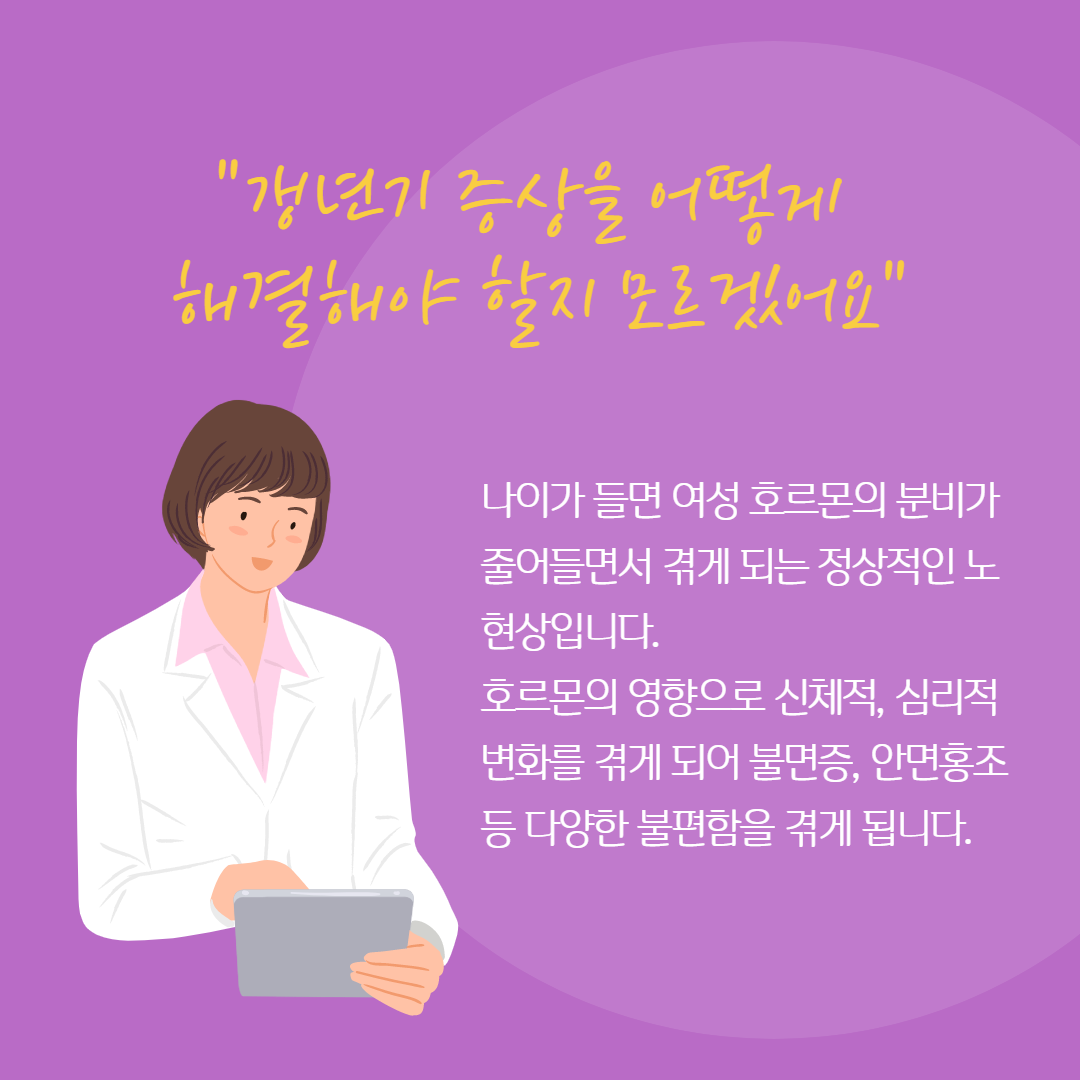 "갱년기 증상을 어떻게
해결해야 할지 모르겠어요"
나이가 들면 여성 호르몬의 분비가
줄어들면서 겪게 되는 정상적인 노
현상입니다.
호르몬의 영향으로 신체적, 심리적
변화를 겪게 되어 불면증, 안면홍조
등 다양한 불편함을 겪게 됩니다.